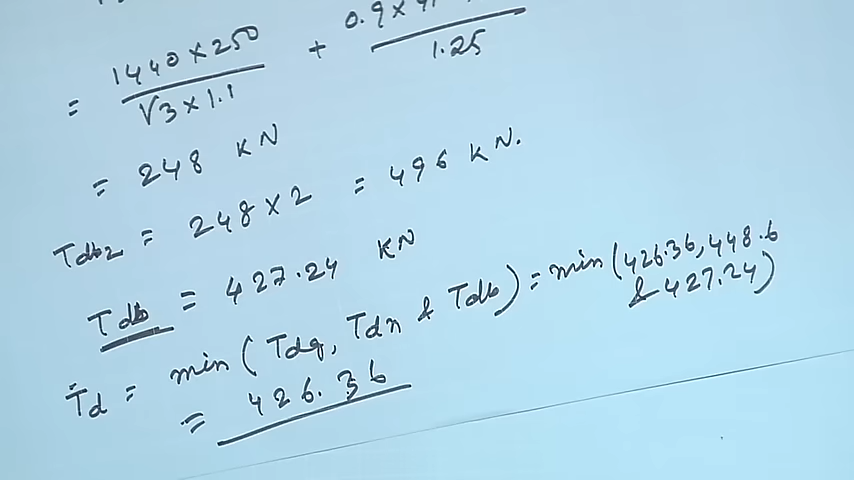 = 1440 × 250 / √3 × 1.1 + 0.9 × / 1.25
= 248 KN
Tdb2 = 248 × 2 = 496 KN.
Tdb = 427.24 KN
Td = min (Tdg, Tdn & Tdb) = min (426.36, 448.6 & 427.24)
= 426.36